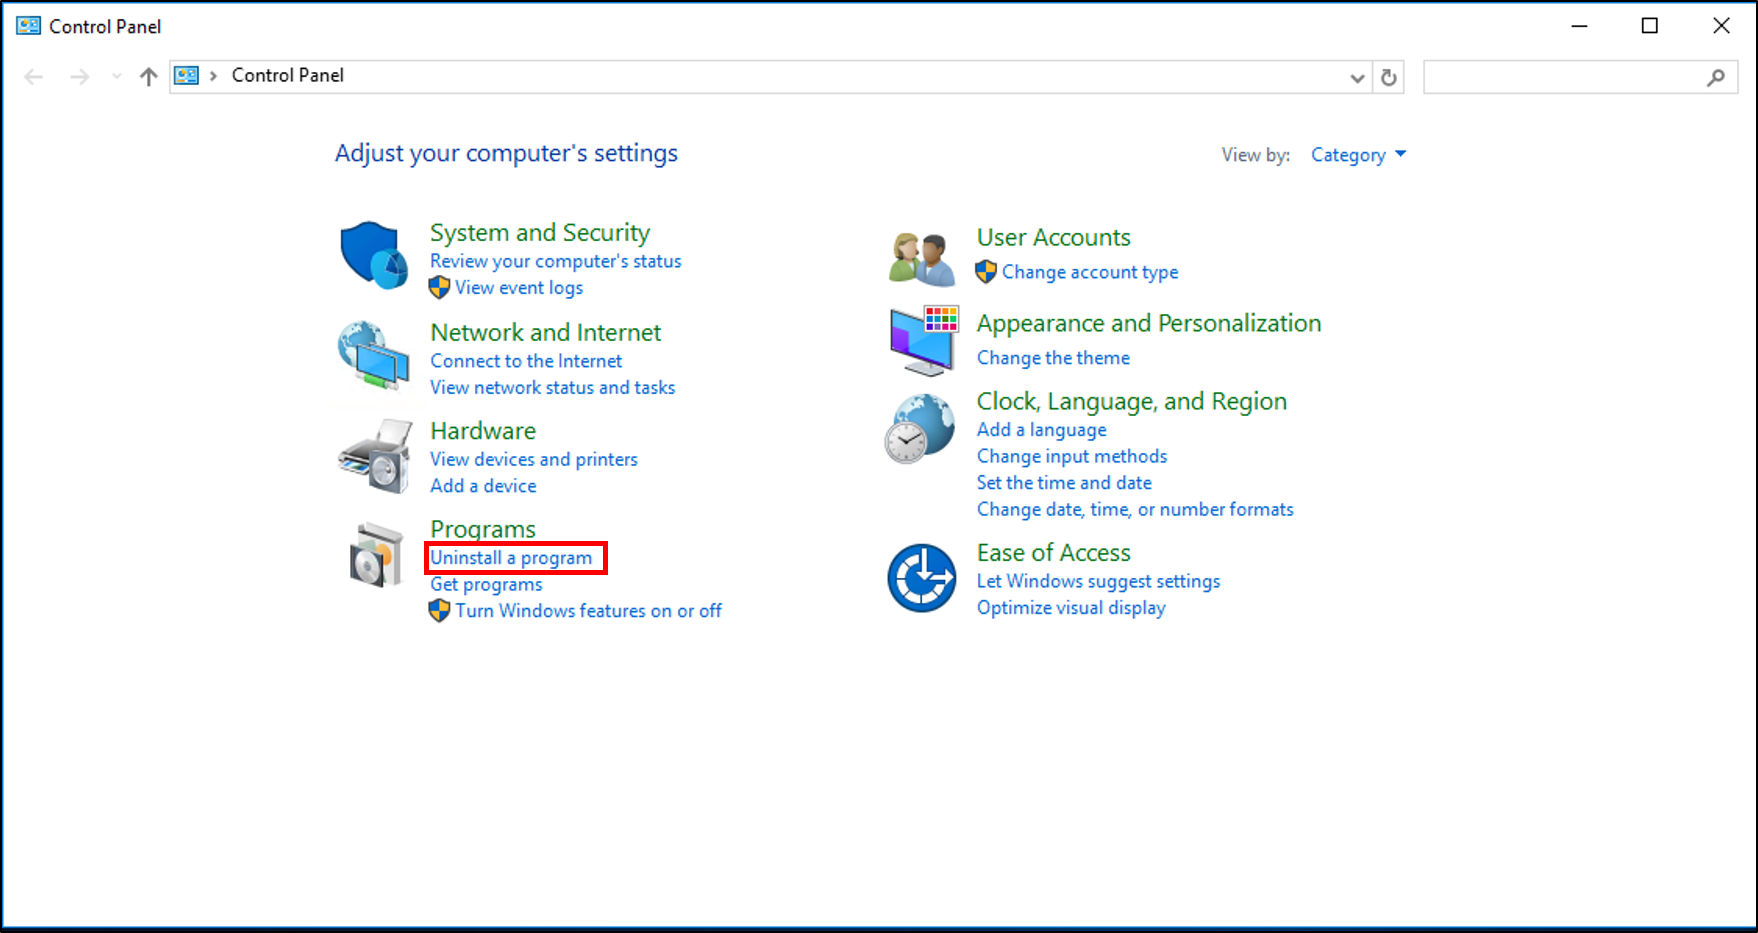 Control Panel
Control Panel
Adjust your computer's settings
View by: Category
System and Security
Review your computer's status
View event logs
Network and Internet
Connect to the Internet
View network status and tasks
Hardware
View devices and printers
Add a device
Programs
Uninstall a program
Get programs
Turn Windows features on or off
User Accounts
Change account type
Appearance and Personalization
Change the theme
Clock, Language, and Region
Add a language
Change input methods
Set the time and date
Change date, time, or number formats
Ease of Access
Let Windows suggest settings
Optimize visual display